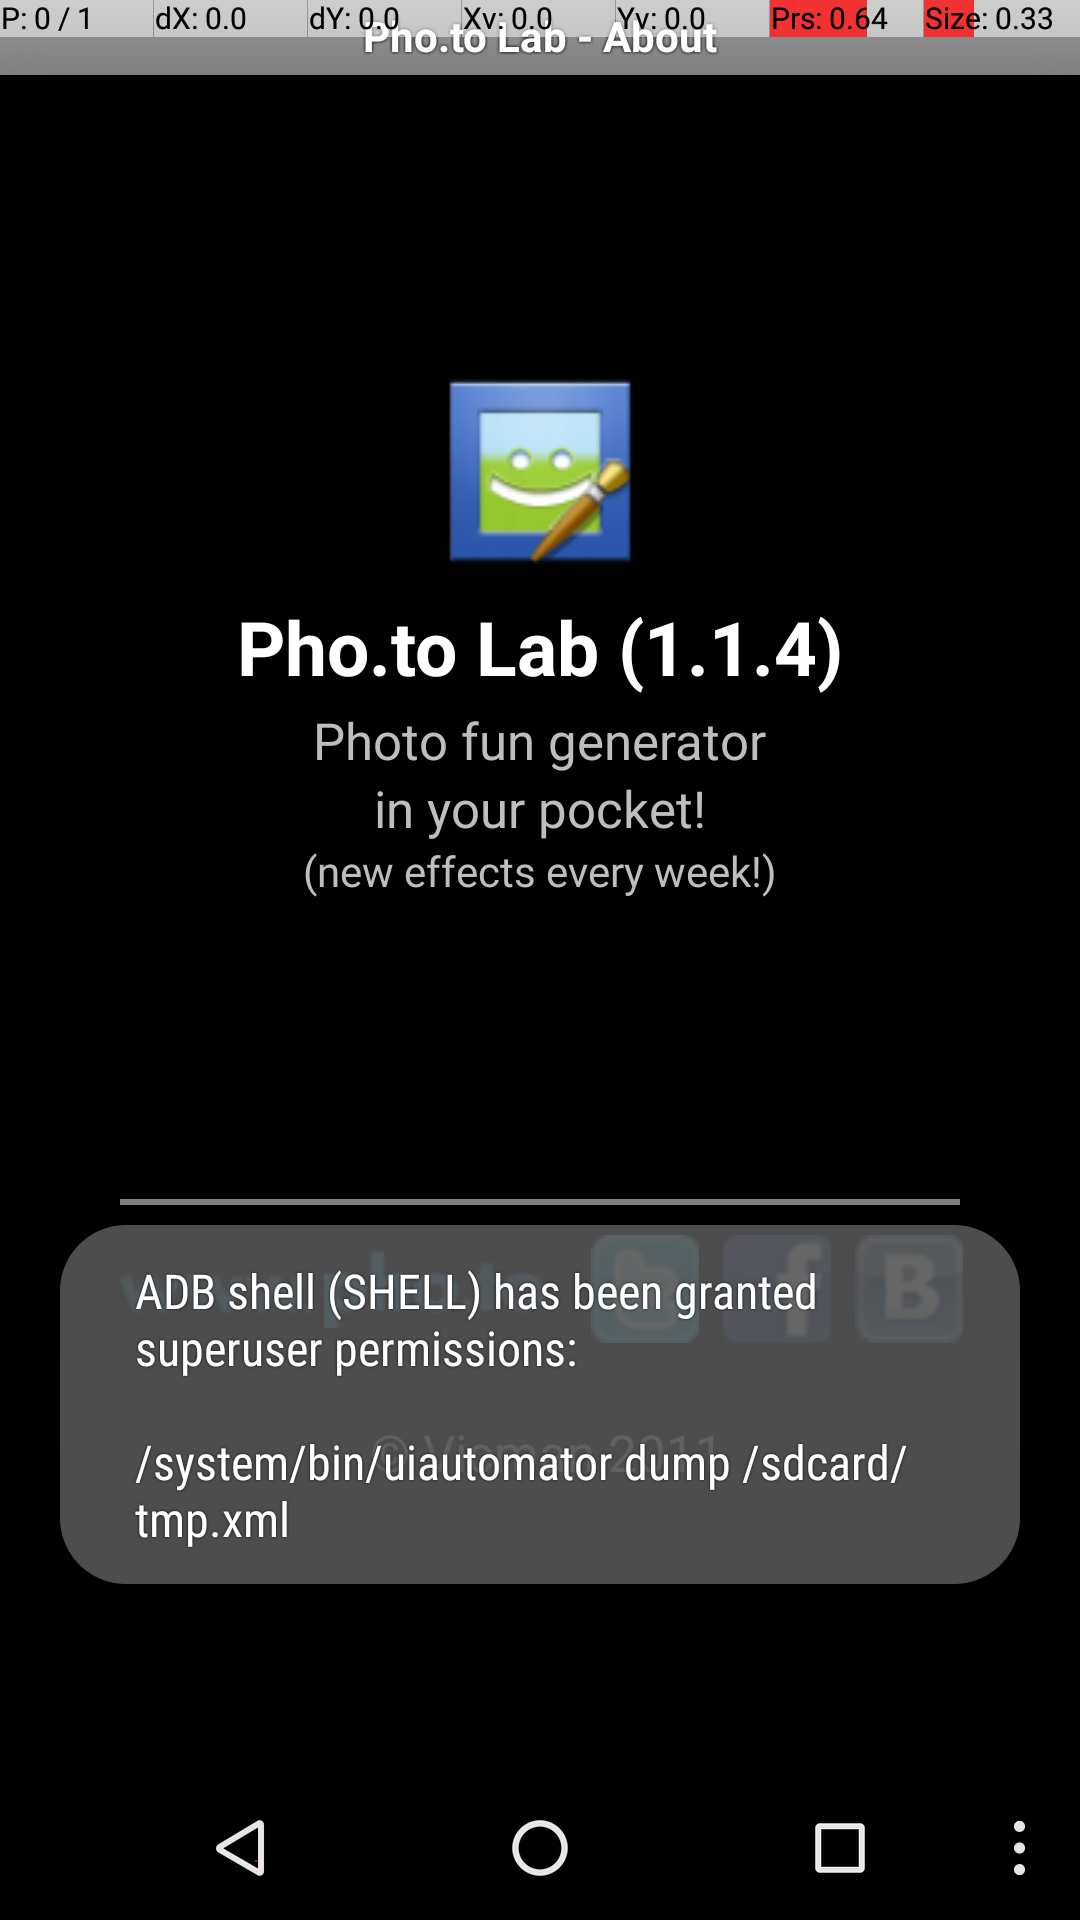 P: 0 / 1 dX: 0.0 dY: 0.0 Xv: 0.0 Yv: 0.0 Prs: 0.64 Size: 0.33
Pho.to Lab - About
Pho.to Lab (1.1.4)
Photo fun generator
in your pocket!
(new effects every week!)
ADB shell (SHELL) has been granted
superuser permissions:
© Vicman 2011
/system/bin/uiautomator dump /sdcard/
tmp.xml